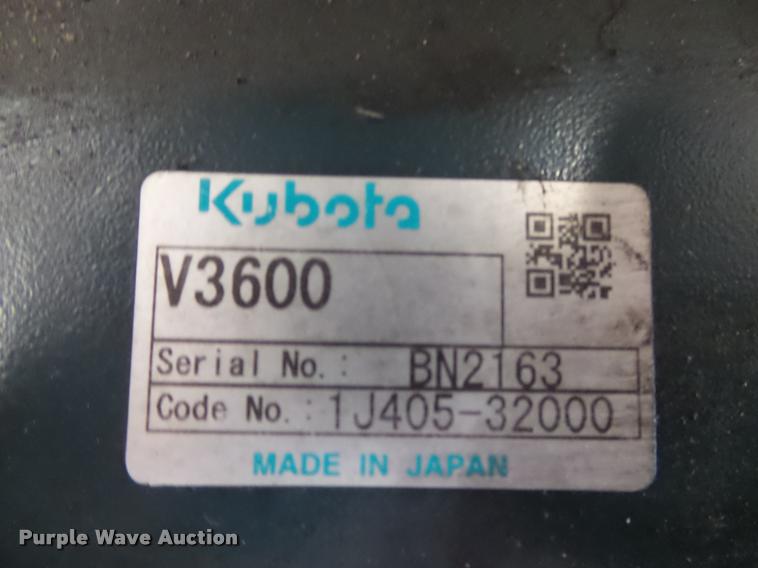 Kubota
V3600
Serial No. : BN2163
Code No. : 1J405-32000
MADE IN JAPAN
Purple Wave Auction